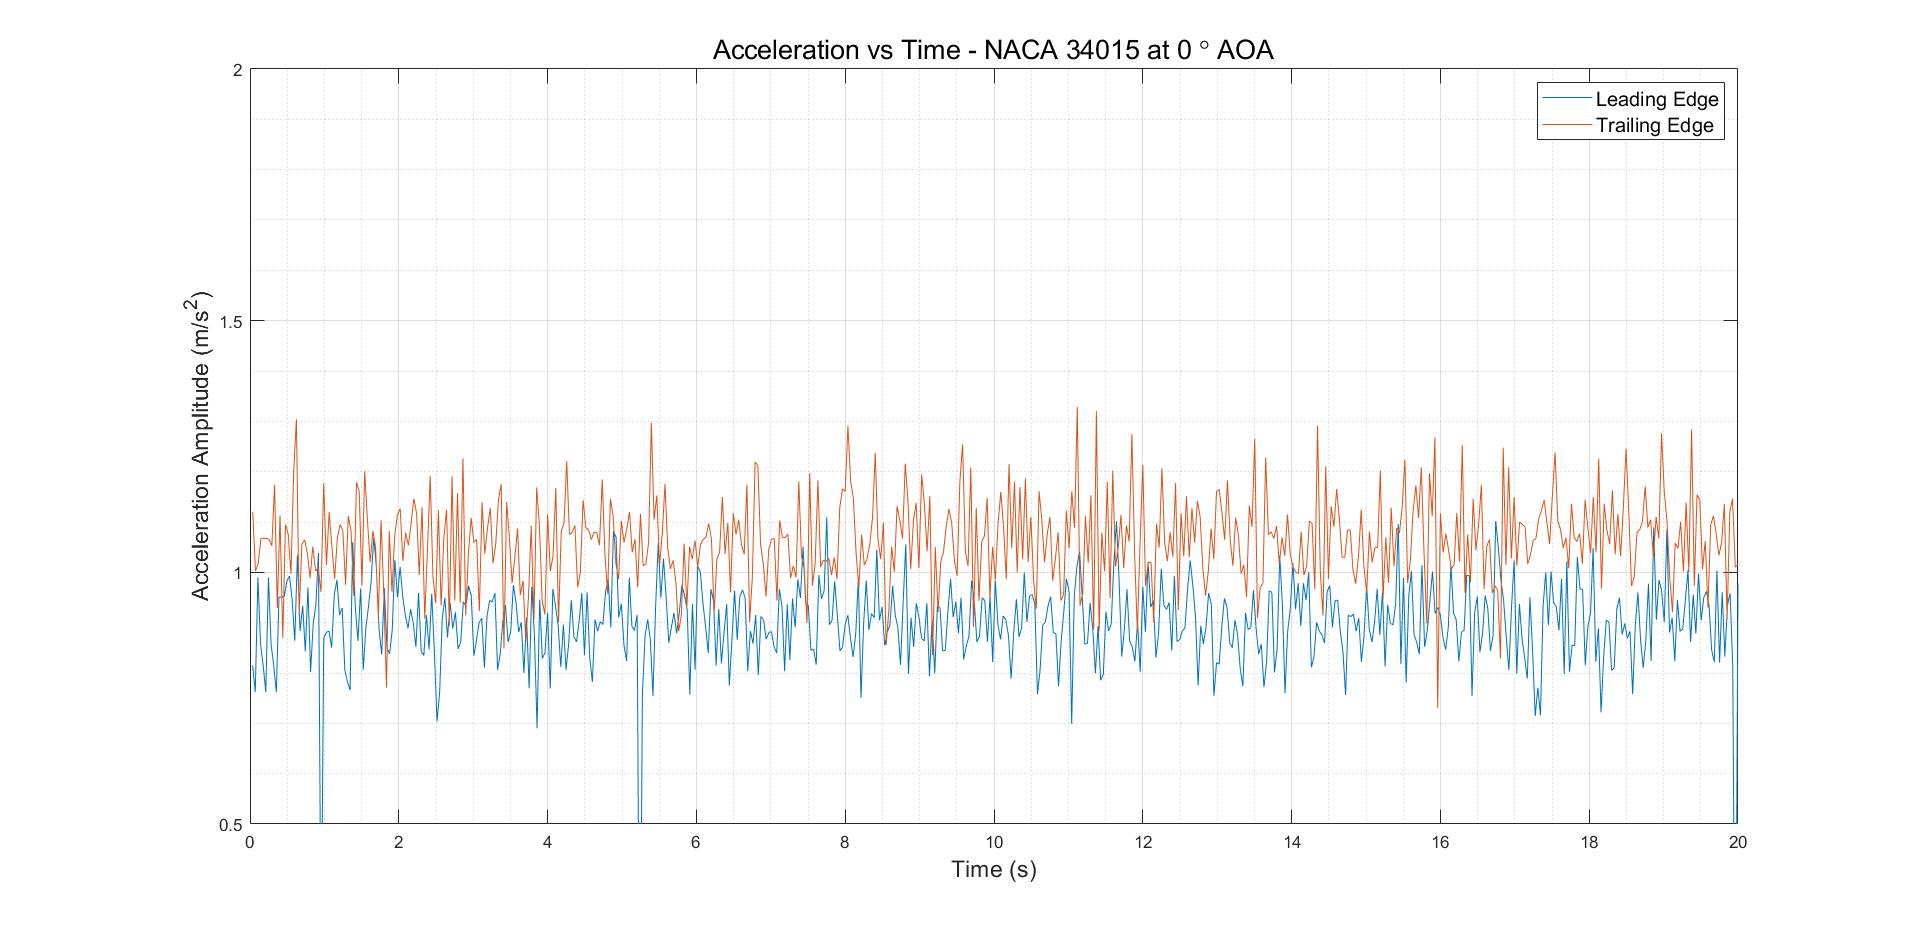 Acceleration vs Time - NACA 34015 at 0 ° AOA
Leading Edge
Trailing Edge
Acceleration Amplitude (m/s²)
2
1.5
1
0.5
0 2 4 6 8 10 12 14 16 18 20
Time (s)